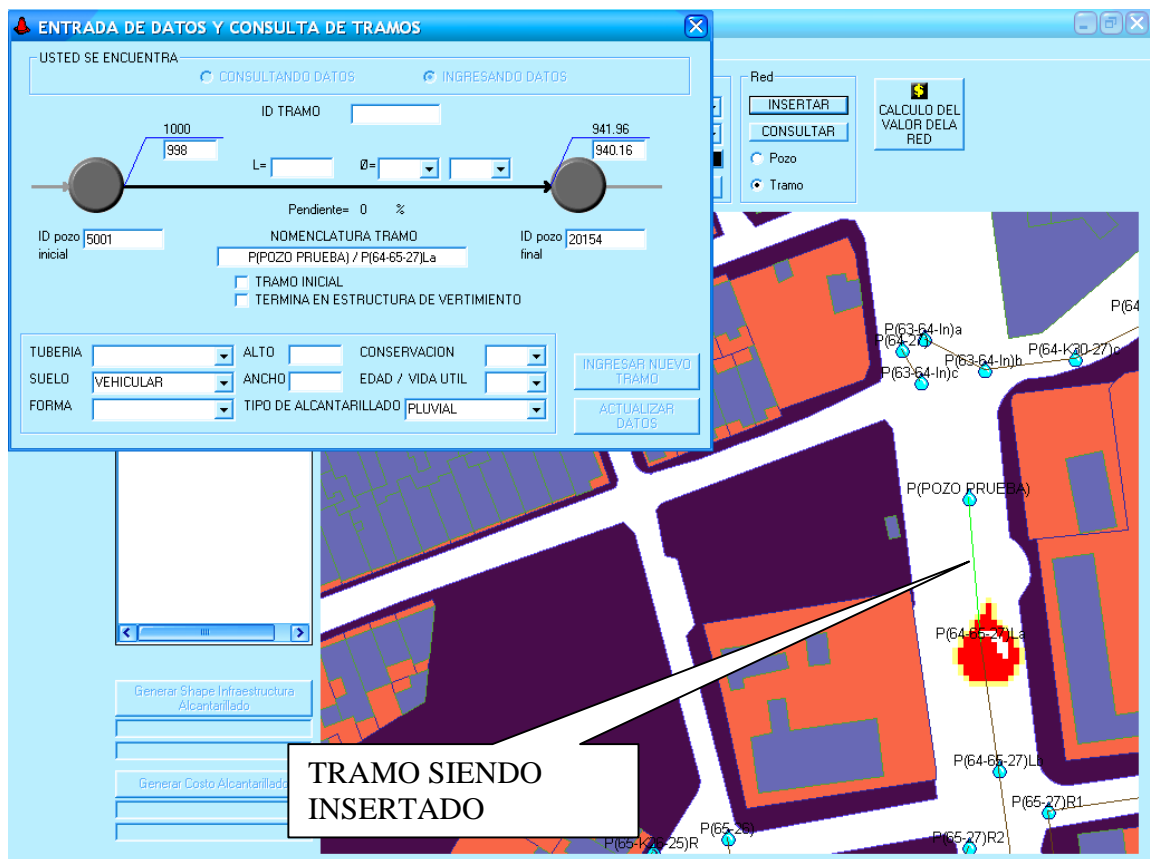 ENTRADA DE DATOS Y CONSULTA DE TRAMOS
USTED SE ENCUENTRA
CONSULTANDO DATOS
INGRESANDO DATOS
ID TRAMO
1000
998
941.96
940.16
L=
Ø=
Pendiente= 0 %
ID pozo inicial
5001
NOMENCLATURA TRAMO
P(POZO PRUEBA) / P(64-65-27)La
ID pozo final
20154
TRAMO INICIAL
TERMINA EN ESTRUCTURA DE VERTIMIENTO
TUBERIA
ALTO
CONSERVACION
SUELO
VEHICULAR
ANCHO
EDAD / VIDA UTIL
FORMA
TIPO DE ALCANTARILLADO
PLUVIAL
INGRESAR NUEVO
TRAMO
ACTUALIZAR
DATOS
Red
INSERTAR
CONSULTAR
Pozo
Tramo
CALCULO DEL
VALOR DELA
RED
P(64
P(63-64-In)a
P(63-64-In)b
P(64-K30-27)c
P(63-64-In)c
P(POZO PRUEBA)
P(64-65-27)La
P(64-65-27)Lb
P(65-27)R1
P(65-26)
P(65-27)R2
Generar Shape Infraestructura
Alcantarillado
Generar Costo Alcantarillado
TRAMO SIENDO
INSERTADO